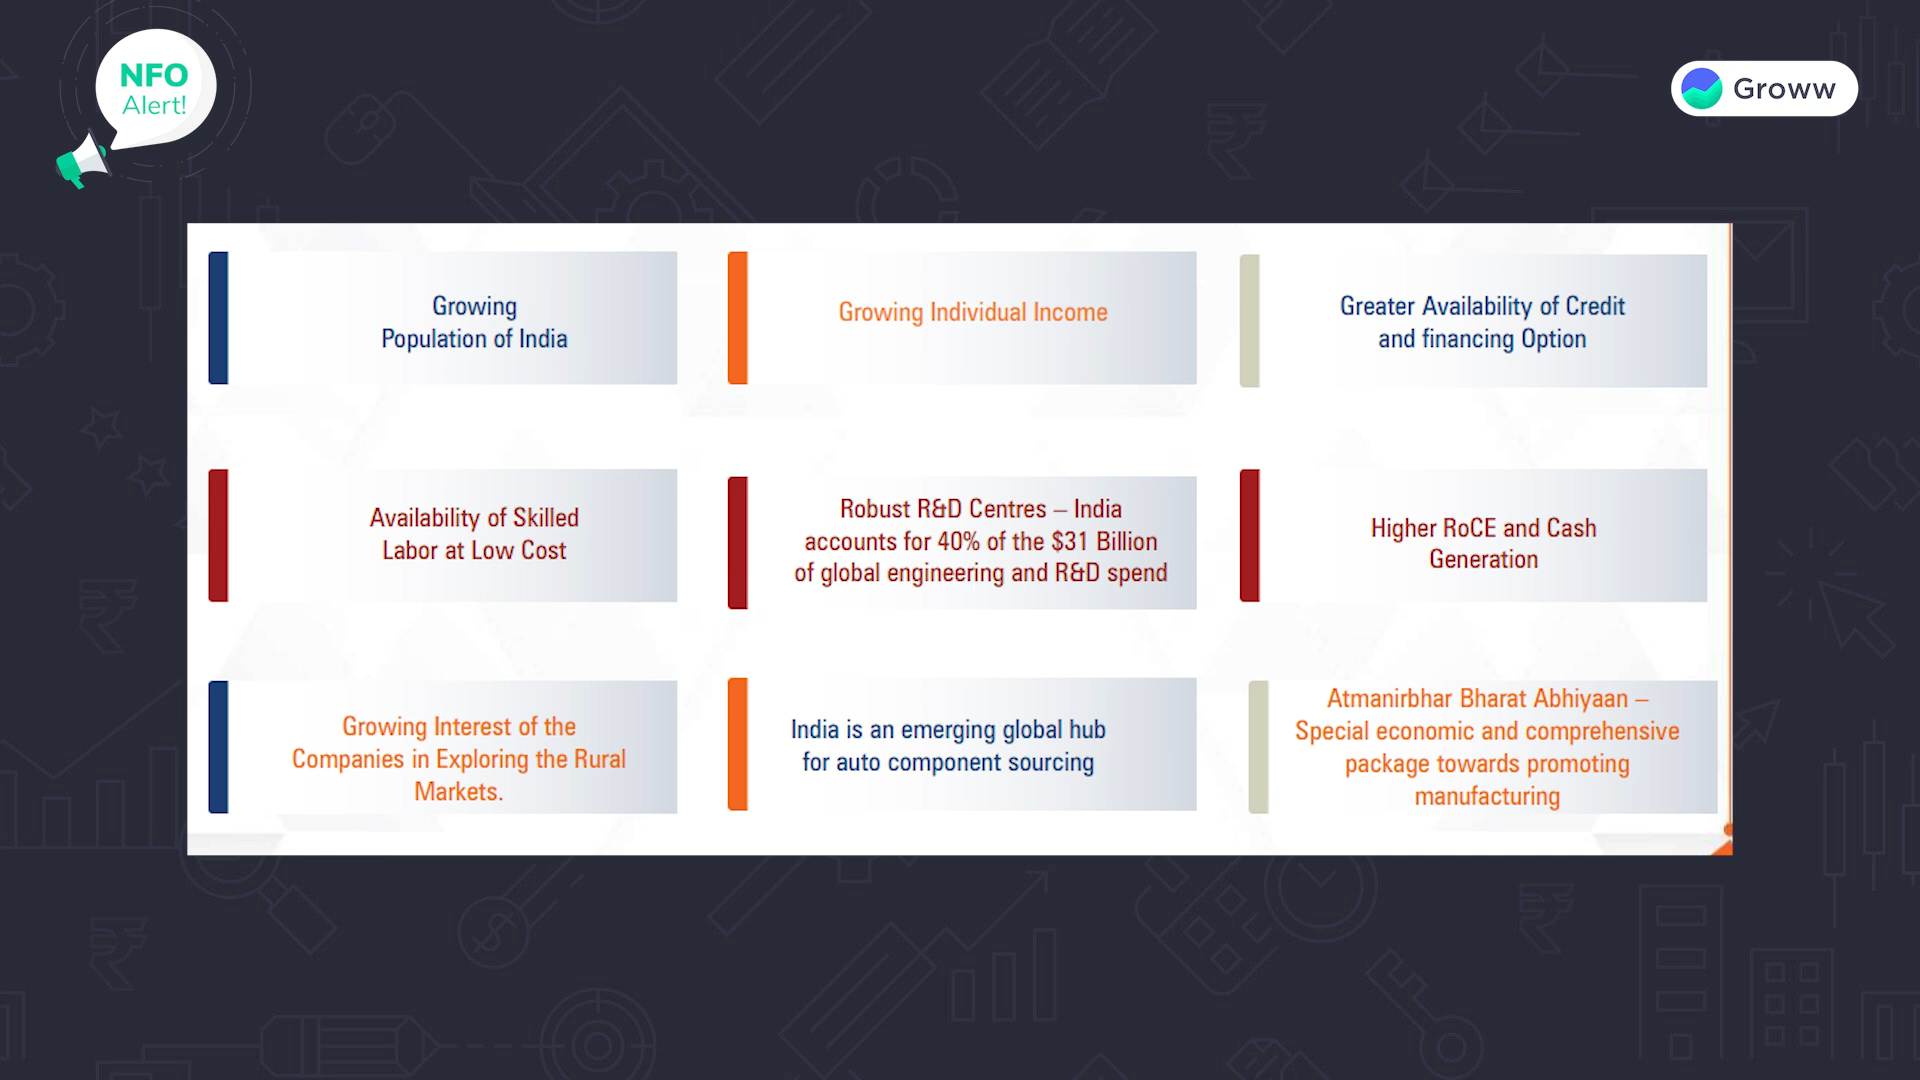 NFO
Alert!
Groww
Growing
Population of India
Growing Individual Income
Greater Availability of Credit
and financing Option
Availability of Skilled
Labor at Low Cost
Robust R&D Centres – India
accounts for 40% of the $31 Billion
of global engineering and R&D spend
Higher RoCE and Cash
Generation
Growing Interest of the
Companies in Exploring the Rural
Markets.
India is an emerging global hub
for auto component sourcing
Atmanirbhar Bharat Abhiyaan –
Special economic and comprehensive
package towards promoting
manufacturing